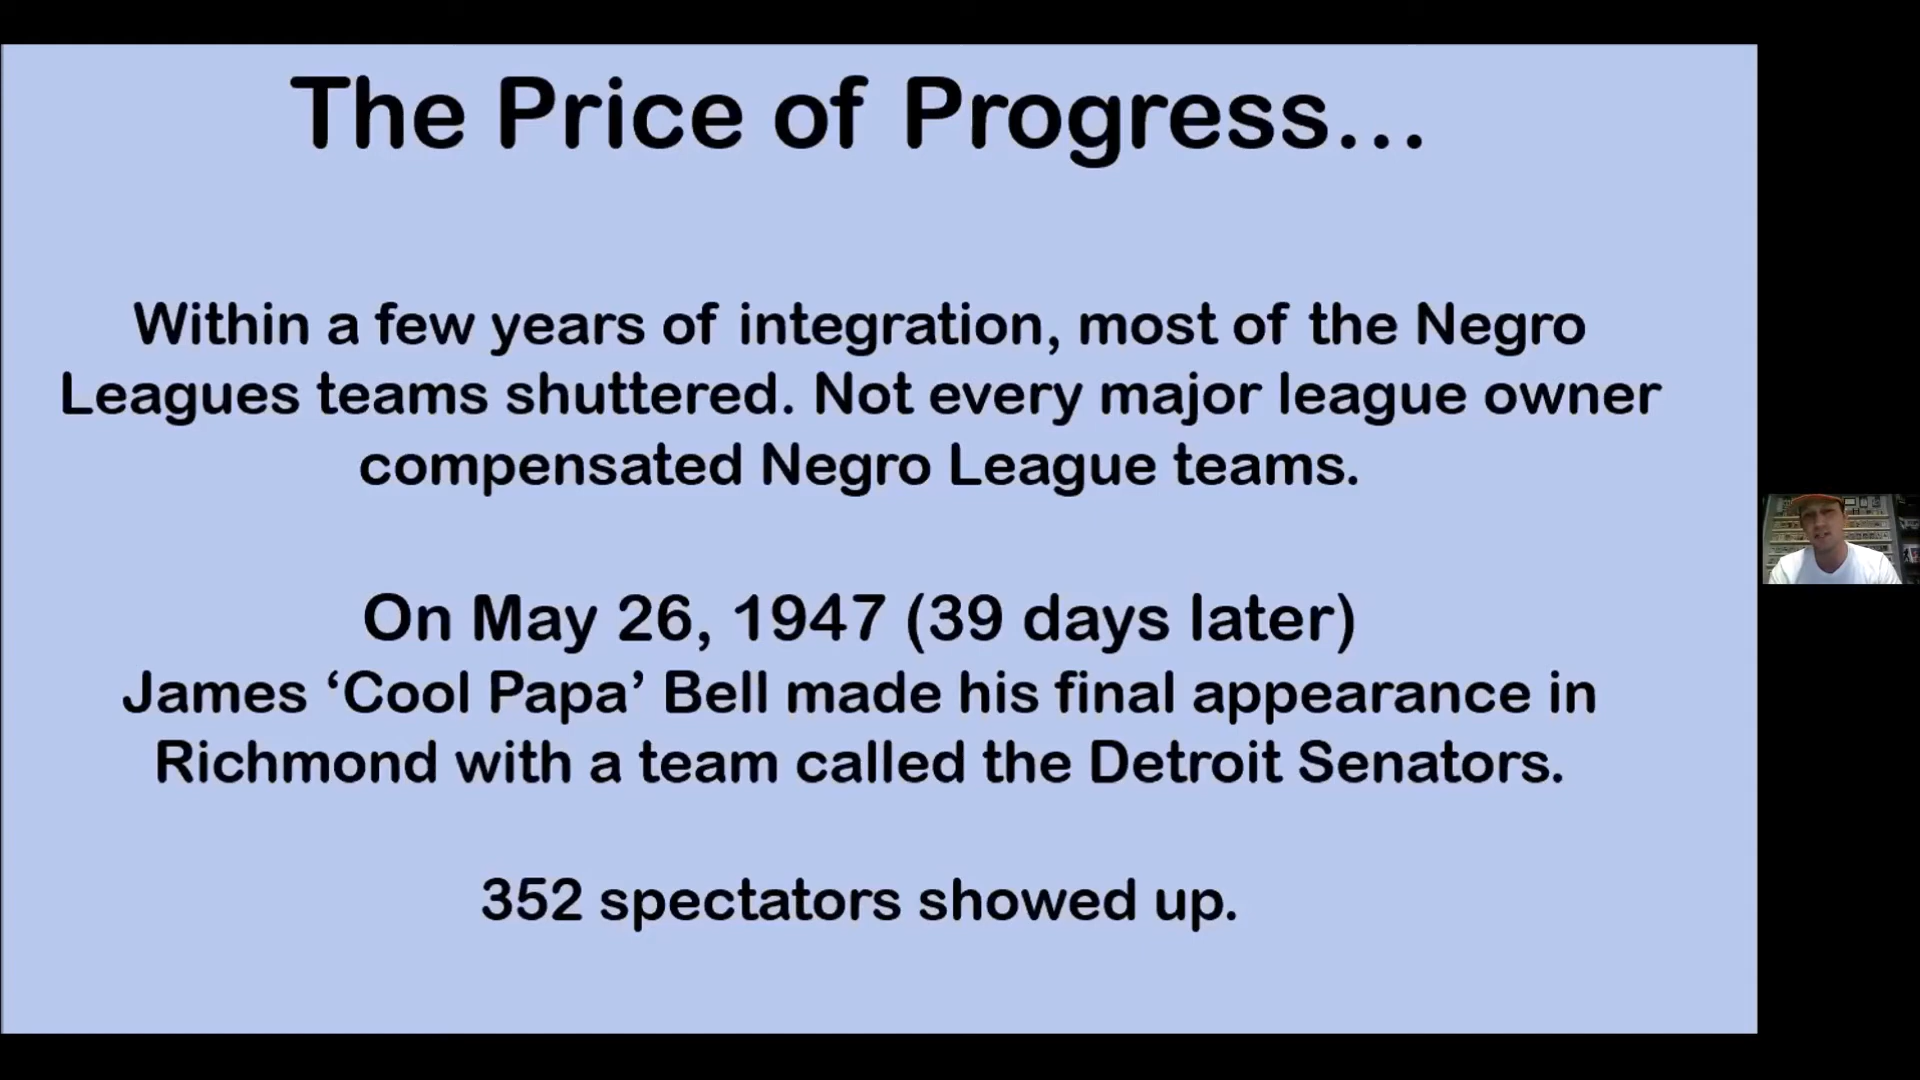 The Price of Progress...
Within a few years of integration, most of the Negro
Leagues teams shuttered. Not every major league owner
compensated Negro League teams.
On May 26, 1947 (39 days later)
James ‘Cool Papa’ Bell made his final appearance in
Richmond with a team called the Detroit Senators.
352 spectators showed up.